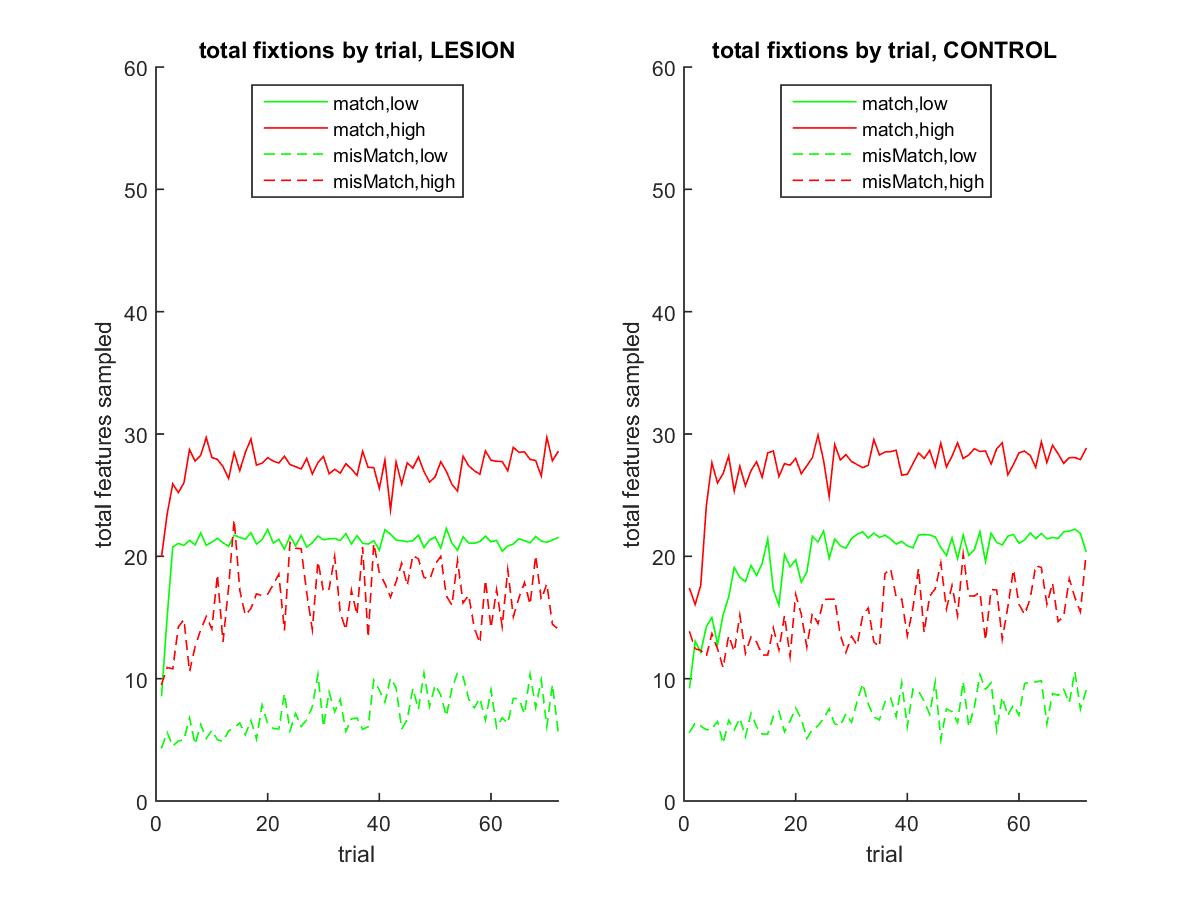 total fixtions by trial, LESION
60
50
40
30
20
10
0
total features sampled
match,low
match,high
misMatch,low
misMatch,high
0 20 40 60
trial
total fixtions by trial, CONTROL
60
50
40
30
20
10
0
total features sampled
match,low
match,high
misMatch,low
misMatch,high
0 20 40 60
trial